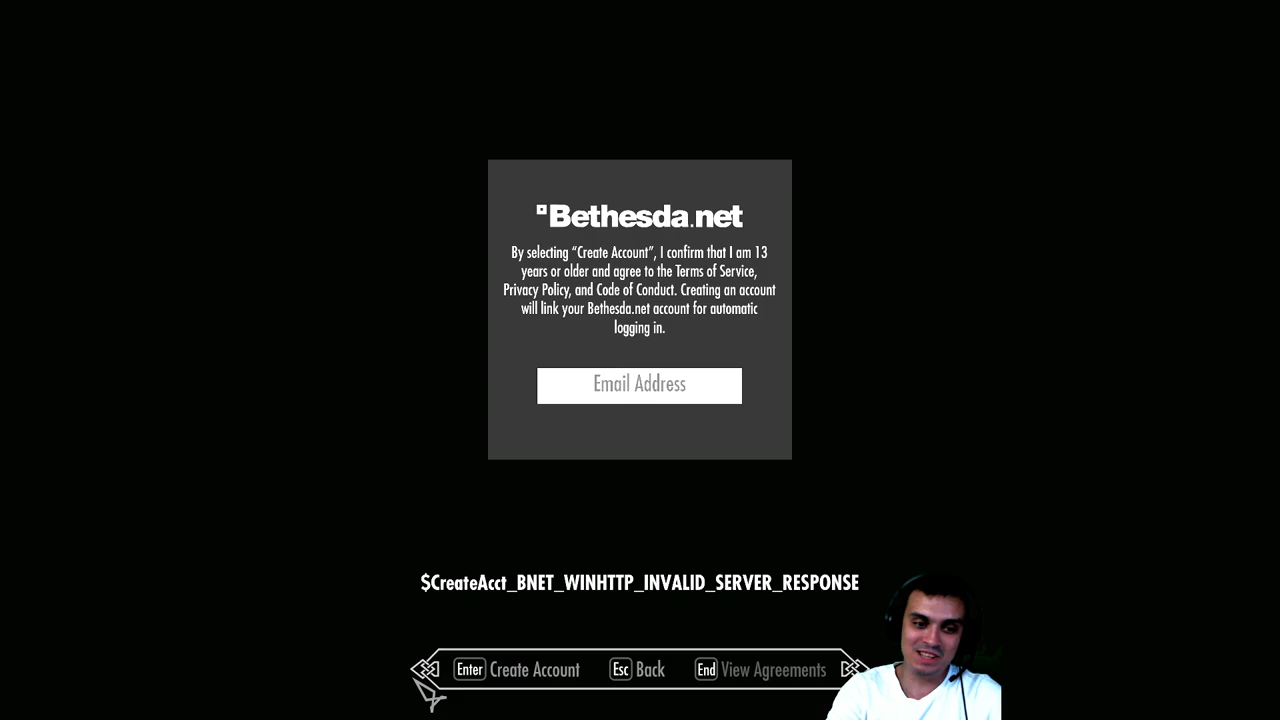 Bethesda.net
By selecting “Create Account”, I confirm that I am 13
years or older and agree to the Terms of Service,
Privacy Policy, and Code of Conduct. Creating an account
will link your Bethesda.net account for automatic
logging in.
Email Address
$CreateAcct_BNET_WINHTTP_INVALID_SERVER_RESPONSE
Enter Create Account Esc Back End View Agreements